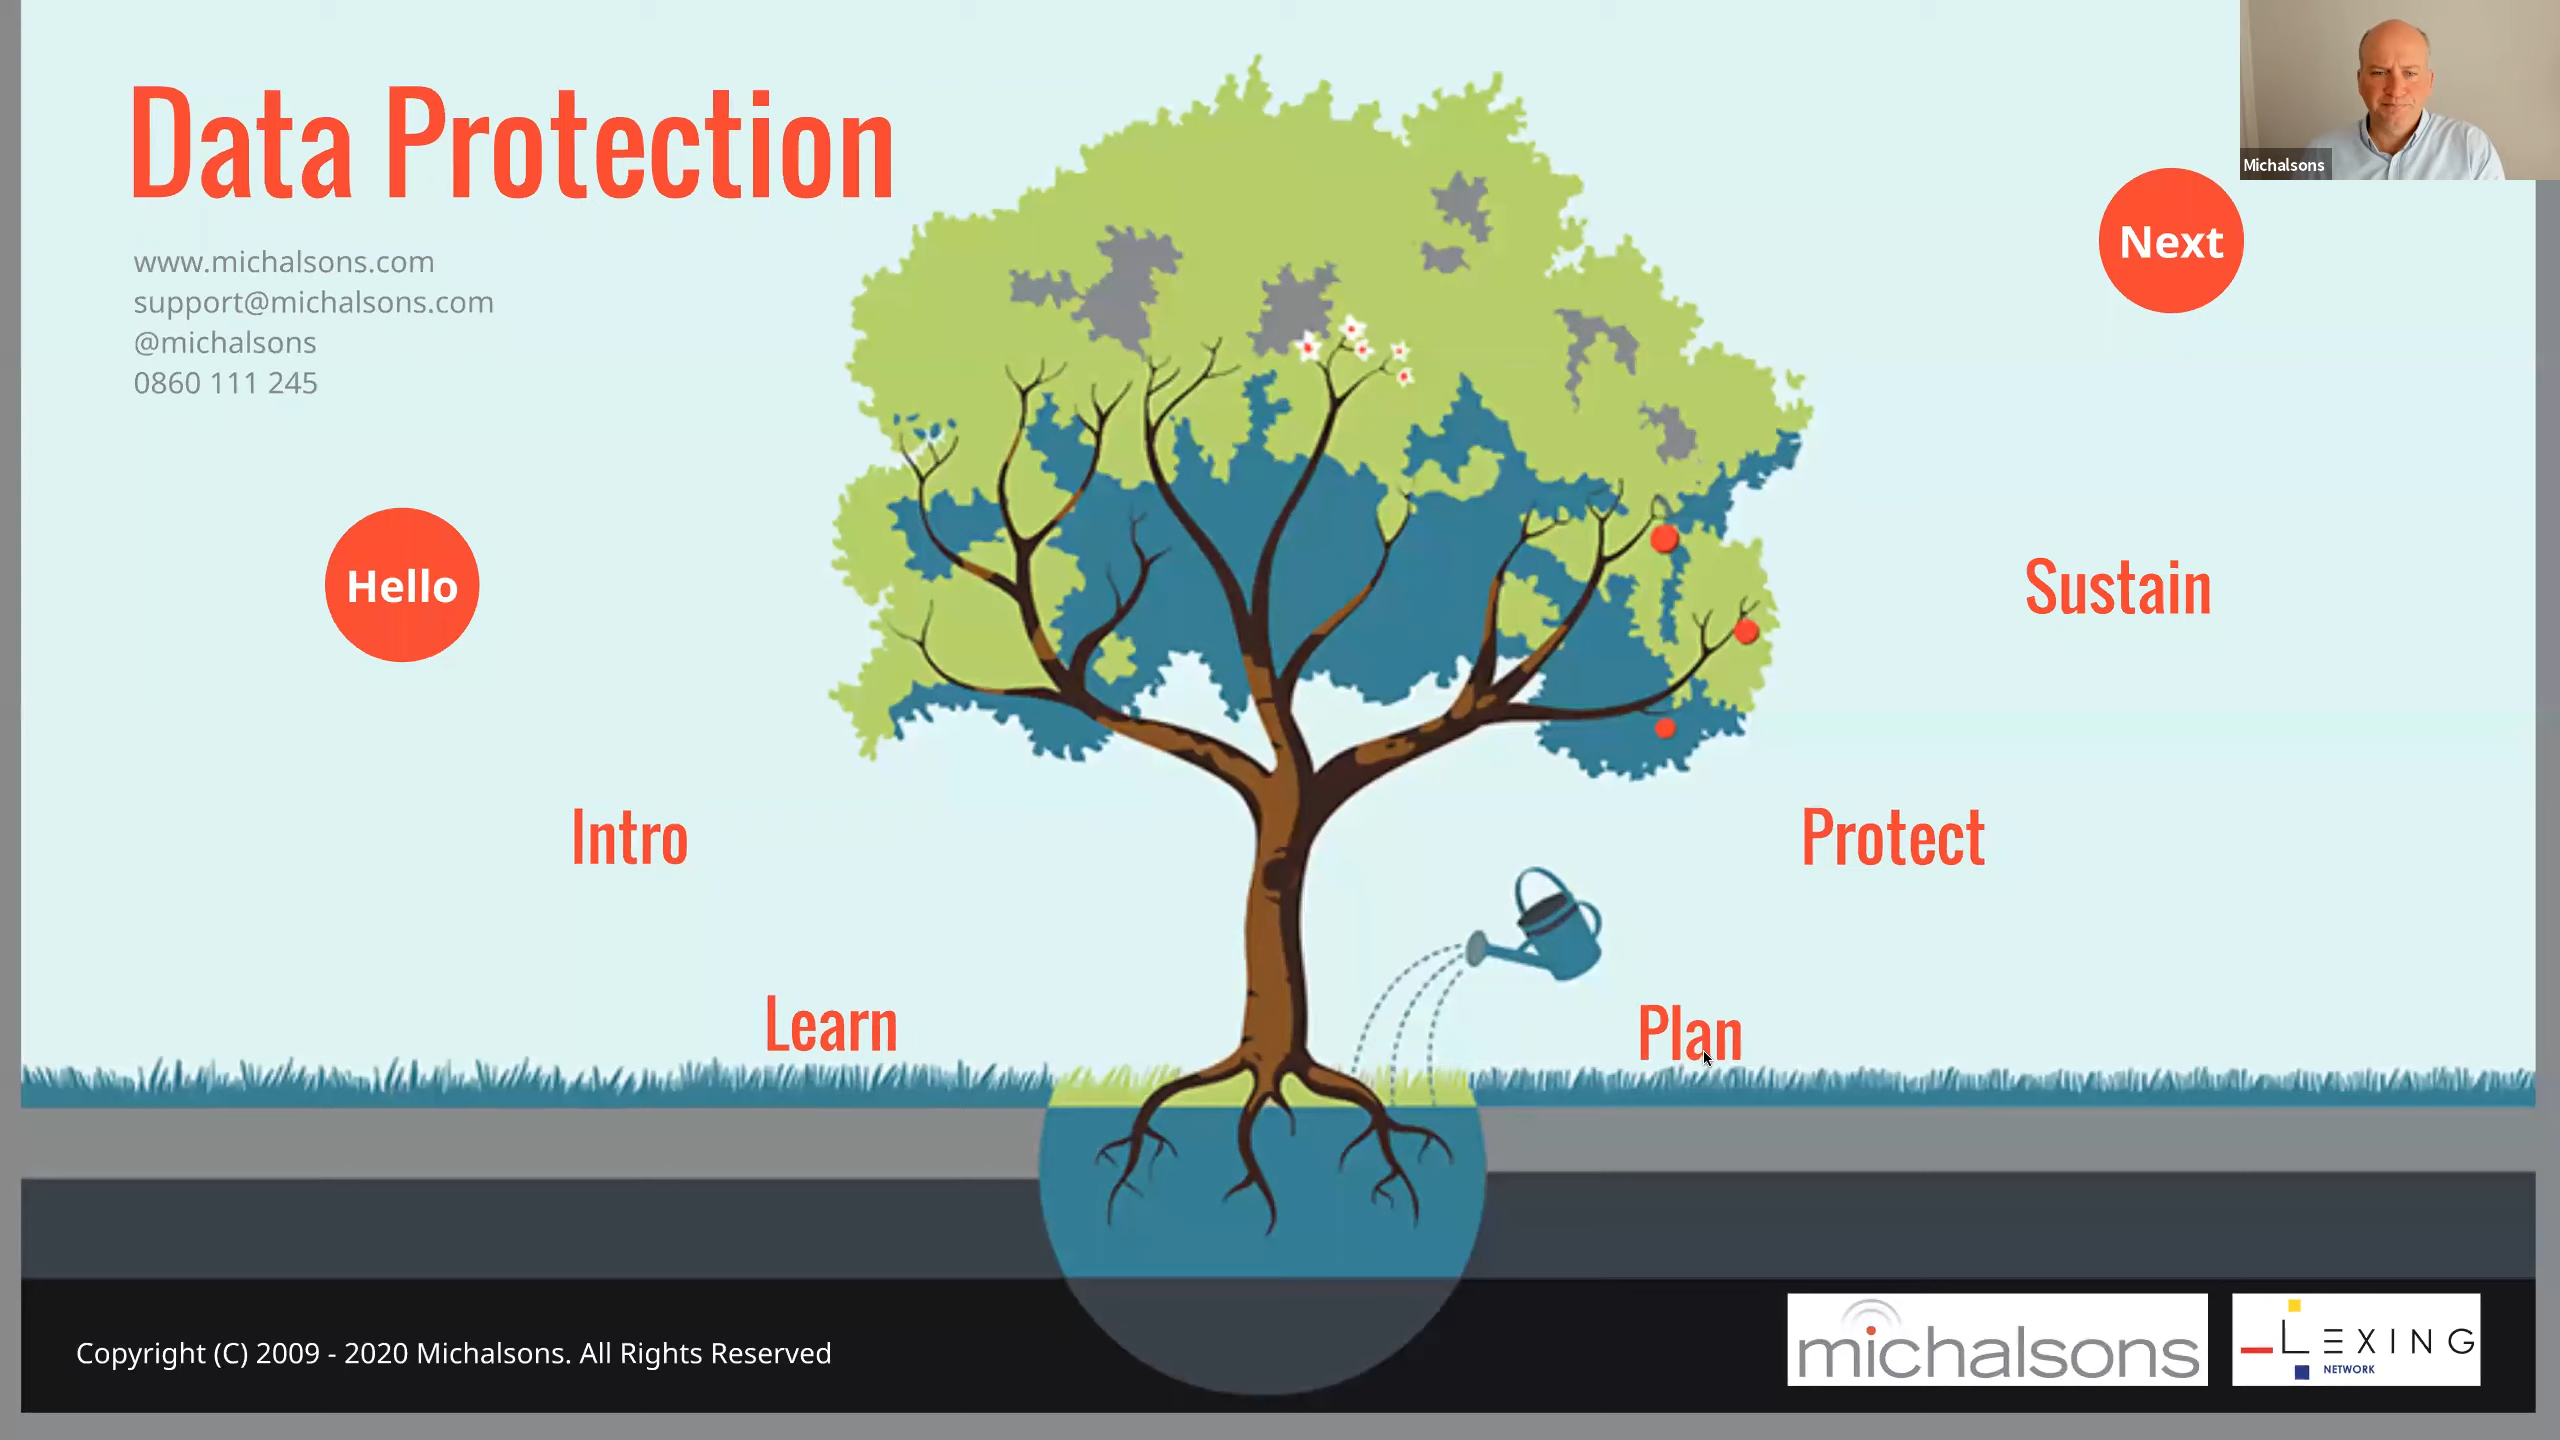 Data Protection
www.michalsons.com
support@michalsons.com
@michalsons
0860 111 245
Michalsons
Next
Hello
Sustain
Intro
Protect
Learn
Plan
Copyright (C) 2009 - 2020 Michalsons. All Rights Reserved
michalsons
LEXING
NETWORK